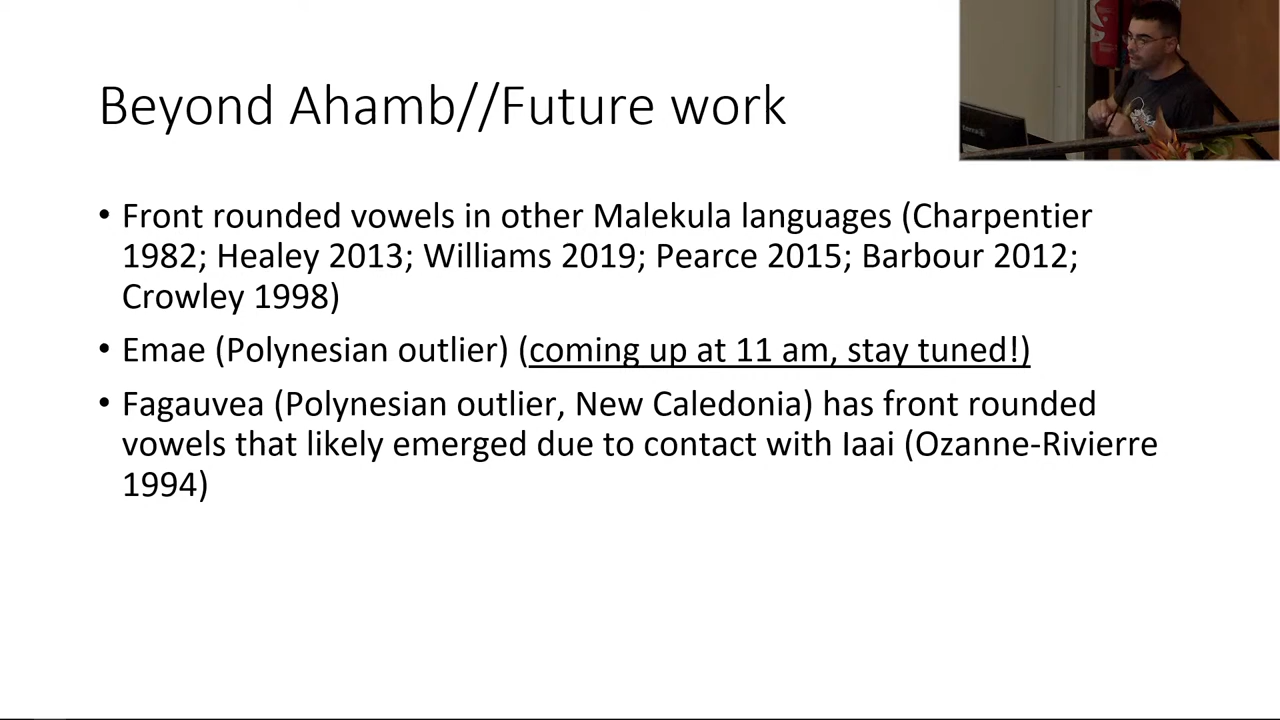 Beyond Ahamb//Future work
• Front rounded vowels in other Malekula languages (Charpentier
1982; Healey 2013; Williams 2019; Pearce 2015; Barbour 2012;
Crowley 1998)
• Emae (Polynesian outlier) (coming up at 11 am, stay tuned!)
• Fagauvea (Polynesian outlier, New Caledonia) has front rounded
vowels that likely emerged due to contact with Iaai (Ozanne-Rivierre
1994)